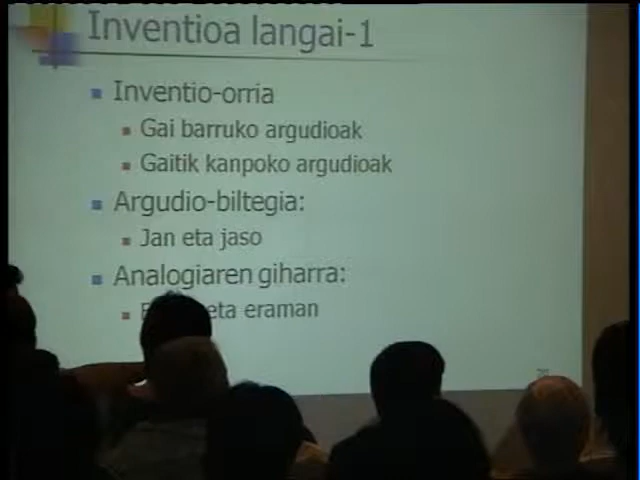 Inventioa langai-1
Inventio-orria
Gai barruko argudioak
Gaitik kanpoko argudioak
Argudio-biltegia:
Jan eta jaso
Analogiaren giharra:
eta eraman